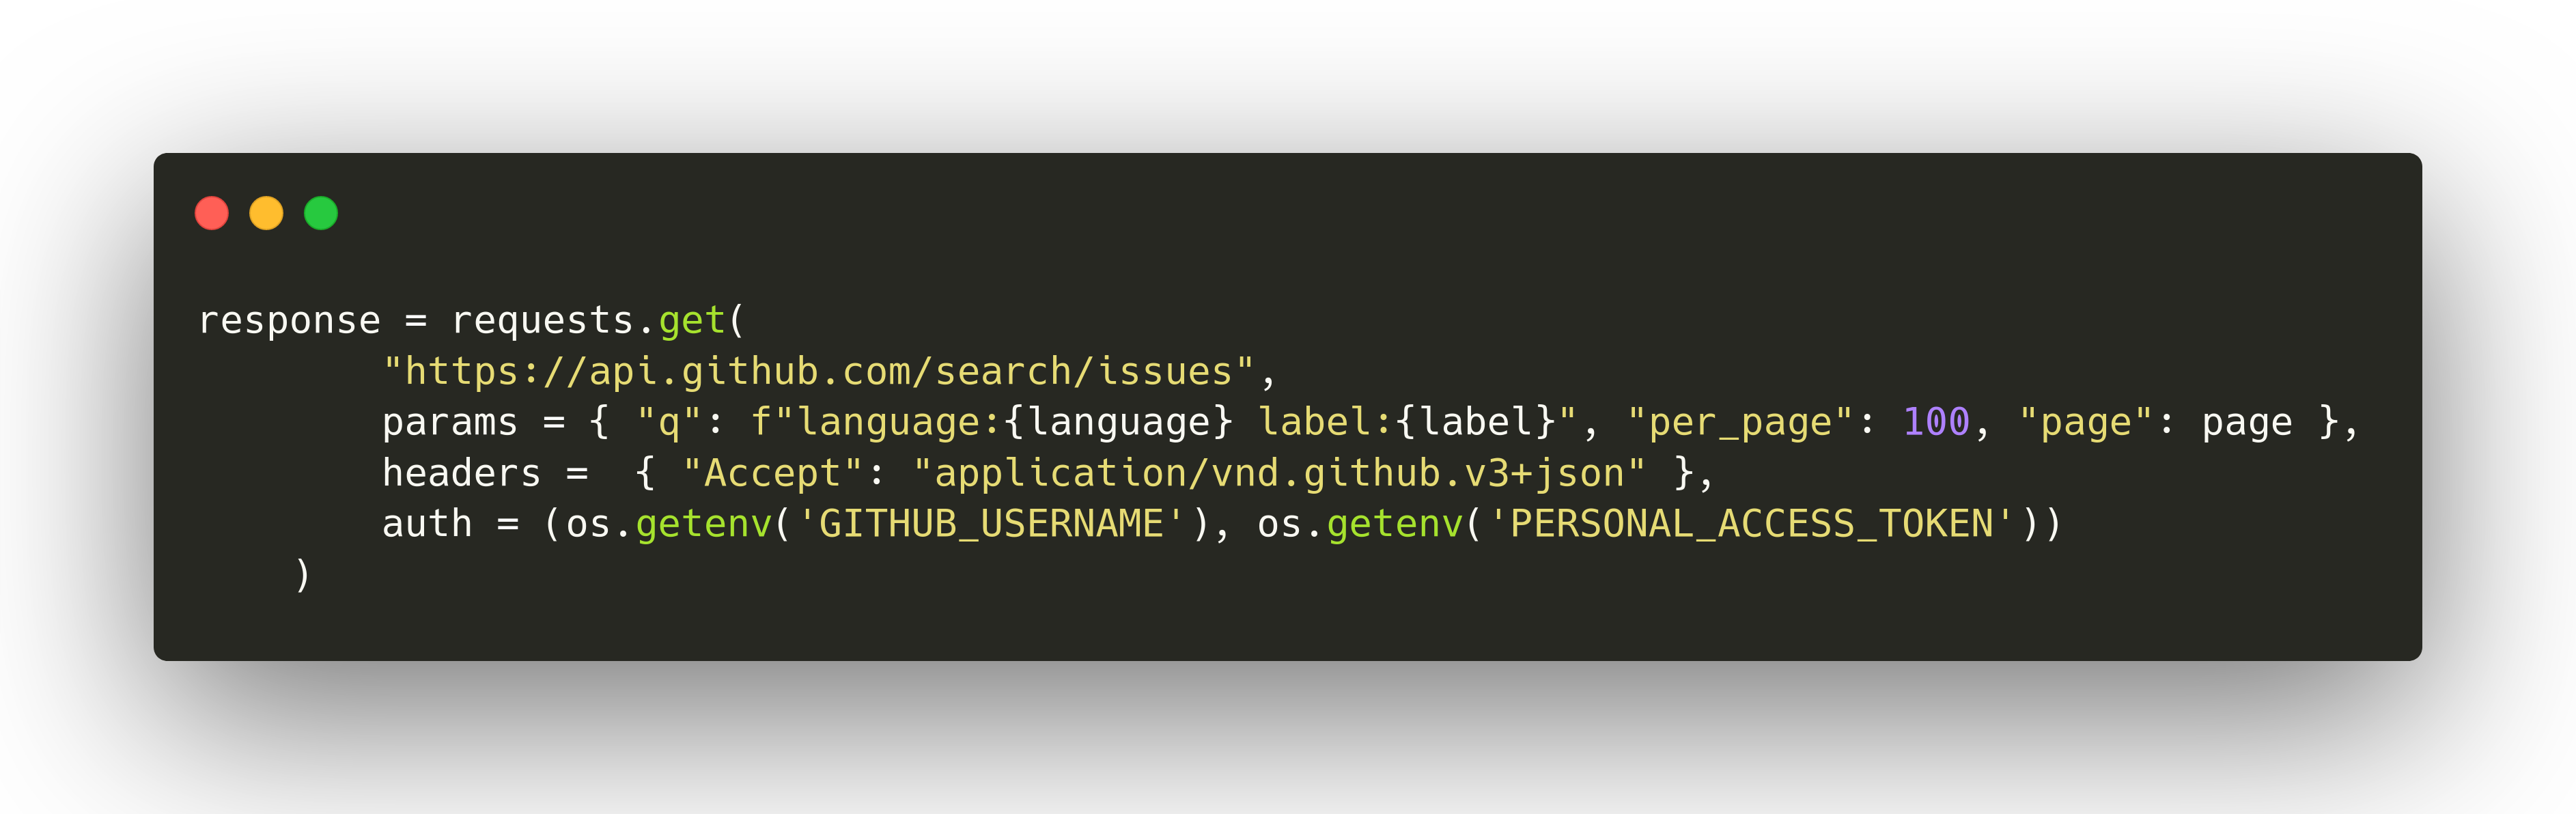 response = requests.get(
        "https://api.github.com/search/issues",
        params = { "q": f"language:{language} label:{label}", "per_page": 100, "page": page },
        headers =  { "Accept": "application/vnd.github.v3+json" },
        auth = (os.getenv('GITHUB_USERNAME'), os.getenv('PERSONAL_ACCESS_TOKEN'))
    )